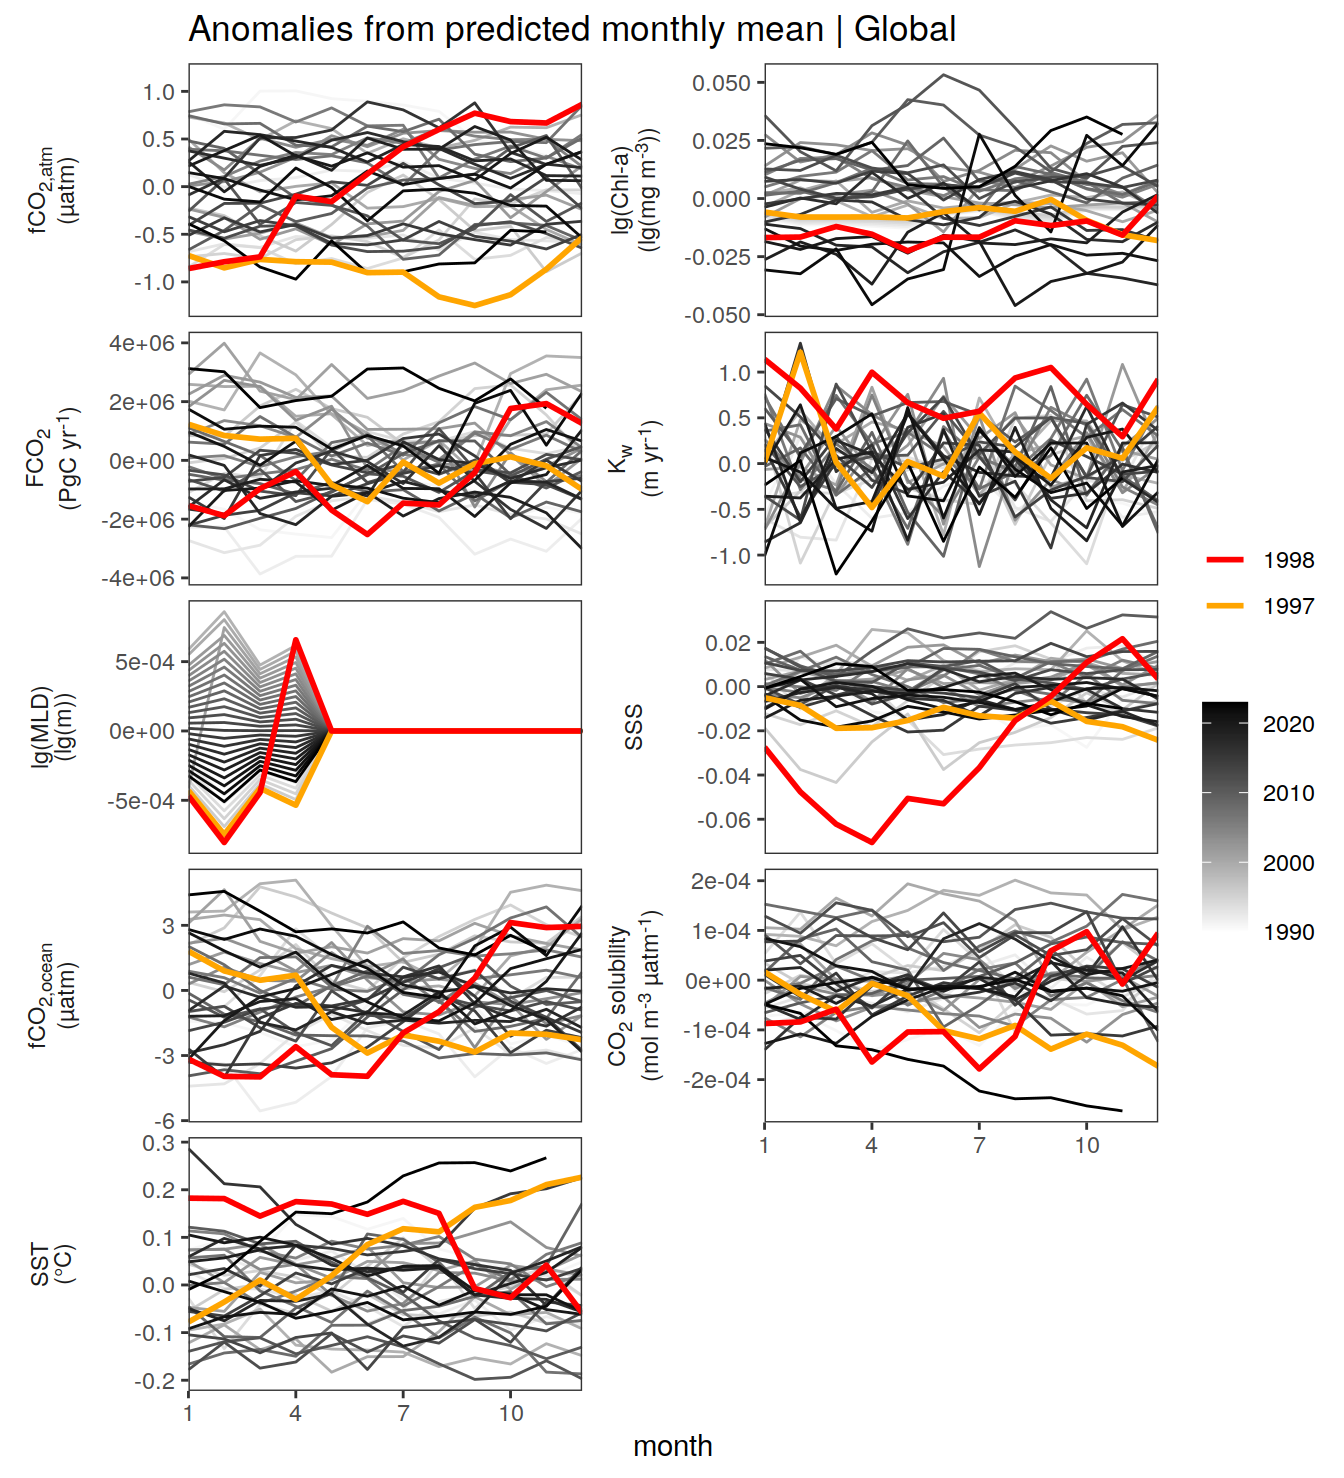 Anomalies from predicted monthly mean | Global
fCO2,atm
(µatm)
1.0
0.5
0.0
-0.5
-1.0
lg(Chl-a)
(lg(mg m-3))
0.050
0.025
0.000
-0.025
-0.050
FCO2
(PgC yr-1)
4e+06
2e+06
0e+00
-2e+06
-4e+06
Kw
(m yr-1)
1.0
0.5
0.0
-0.5
-1.0
lg(MLD)
(lg(m))
5e-04
0e+00
-5e-04
SSS
0.02
0.00
-0.02
-0.04
-0.06
fCO2,ocean
(µatm)
3
0
-3
-6
CO2 solubility
(mol m-3 µatm-1)
2e-04
1e-04
0e+00
-1e-04
-2e-04
1 4 7 10
SST
(°C)
0.3
0.2
0.1
0.0
-0.1
-0.2
1 4 7 10
month
1998
1997
2020
2010
2000
1990